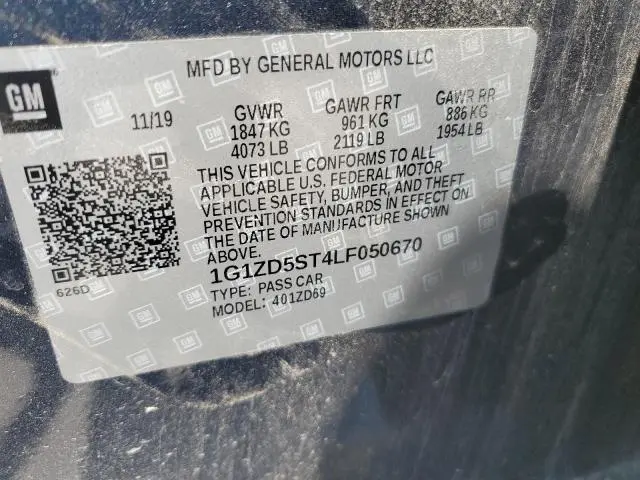 GM
MFD BY GENERAL MOTORS LLC
11/19
GVWR
1847 KG
4073 LB
GAWR FRT
961 KG
2119 LB
GAWR RR
886 KG
1954 LB
THIS VEHICLE CONFORMS TO ALL
APPLICABLE U.S. FEDERAL MOTOR
VEHICLE SAFETY, BUMPER, AND THEFT
PREVENTION STANDARDS IN EFFECT ON
THE DATE OF MANUFACTURE SHOWN
ABOVE.
1G1ZD5ST4LF050670
TYPE: PASS CAR
MODEL: 401ZD69
626D